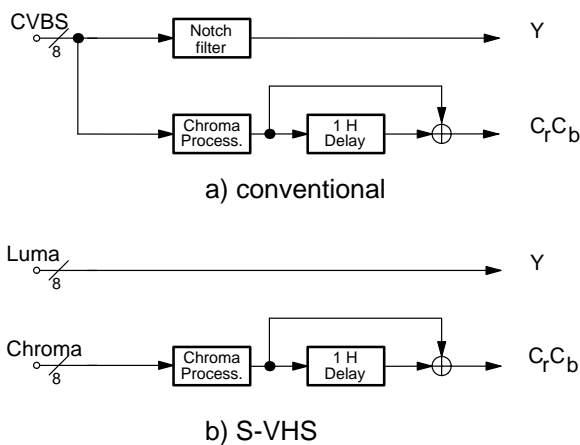 CVBS
8
Notch
filter
Y
Chroma
Process.
1 H
Delay
CrCb
a) conventional
Luma
8
Y
Chroma
8
Chroma
Process.
1 H
Delay
CrCb
b) S-VHS